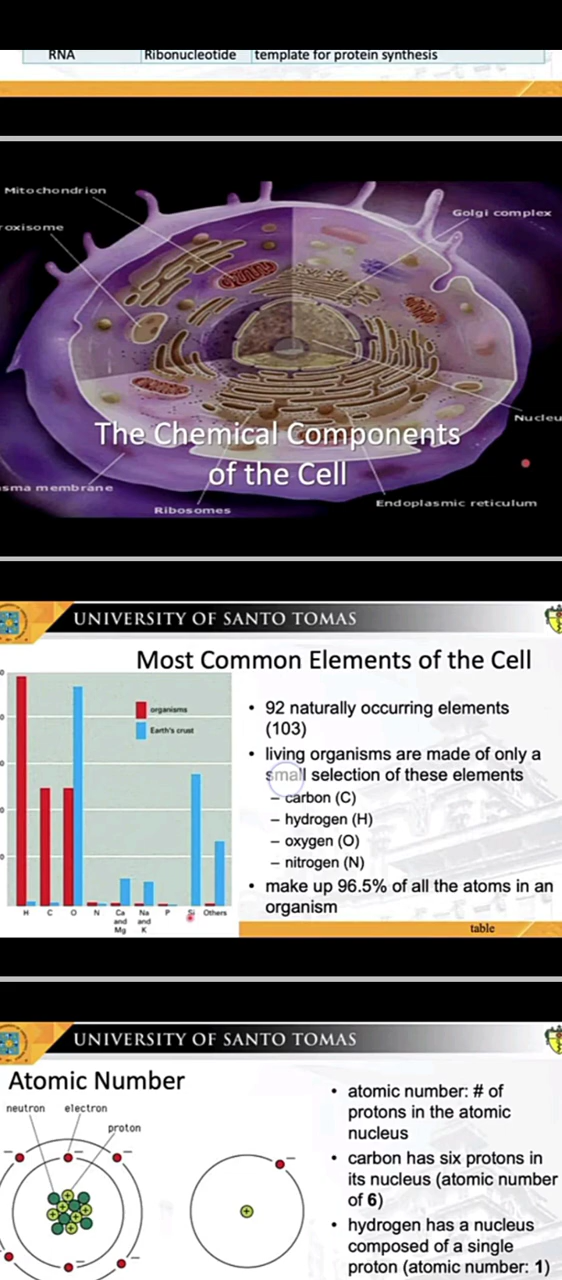 RNA Ribonucleotide template for protein synthesis
Mitochondrion
Golgi complex
roxisome
Nucleu
The Chemical Components
of the Cell
sma membrane
Ribosomes
Endoplasmic reticulum
UNIVERSITY OF SANTO TOMAS
Most Common Elements of the Cell
organisms
Earth's crust
• 92 naturally occurring elements
(103)
• living organisms are made of only a
small selection of these elements
– carbon (C)
– hydrogen (H)
– oxygen (O)
– nitrogen (N)
• make up 96.5% of all the atoms in an
organism
H C O N Ca and Mg Na and K P Si Others
table
UNIVERSITY OF SANTO TOMAS
Atomic Number
neutron electron
proton
• atomic number: # of
protons in the atomic
nucleus
• carbon has six protons in
its nucleus (atomic number
of 6)
• hydrogen has a nucleus
composed of a single
proton (atomic number: 1)